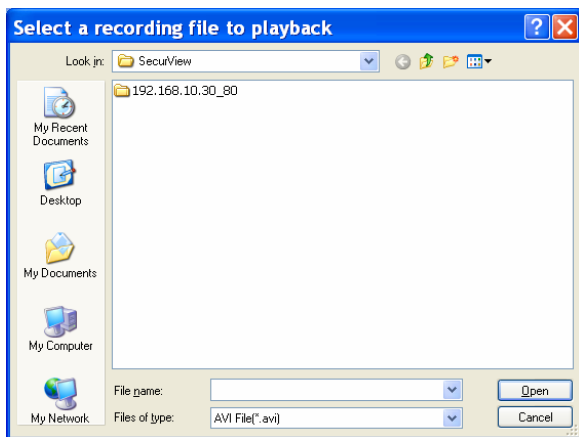 Select a recording file to playback
Look in: SecurView
192.168.10.30_80
My Recent
Documents
Desktop
My Documents
My Computer
My Network
File name:
Open
Files of type: AVI File(*.avi)
Cancel